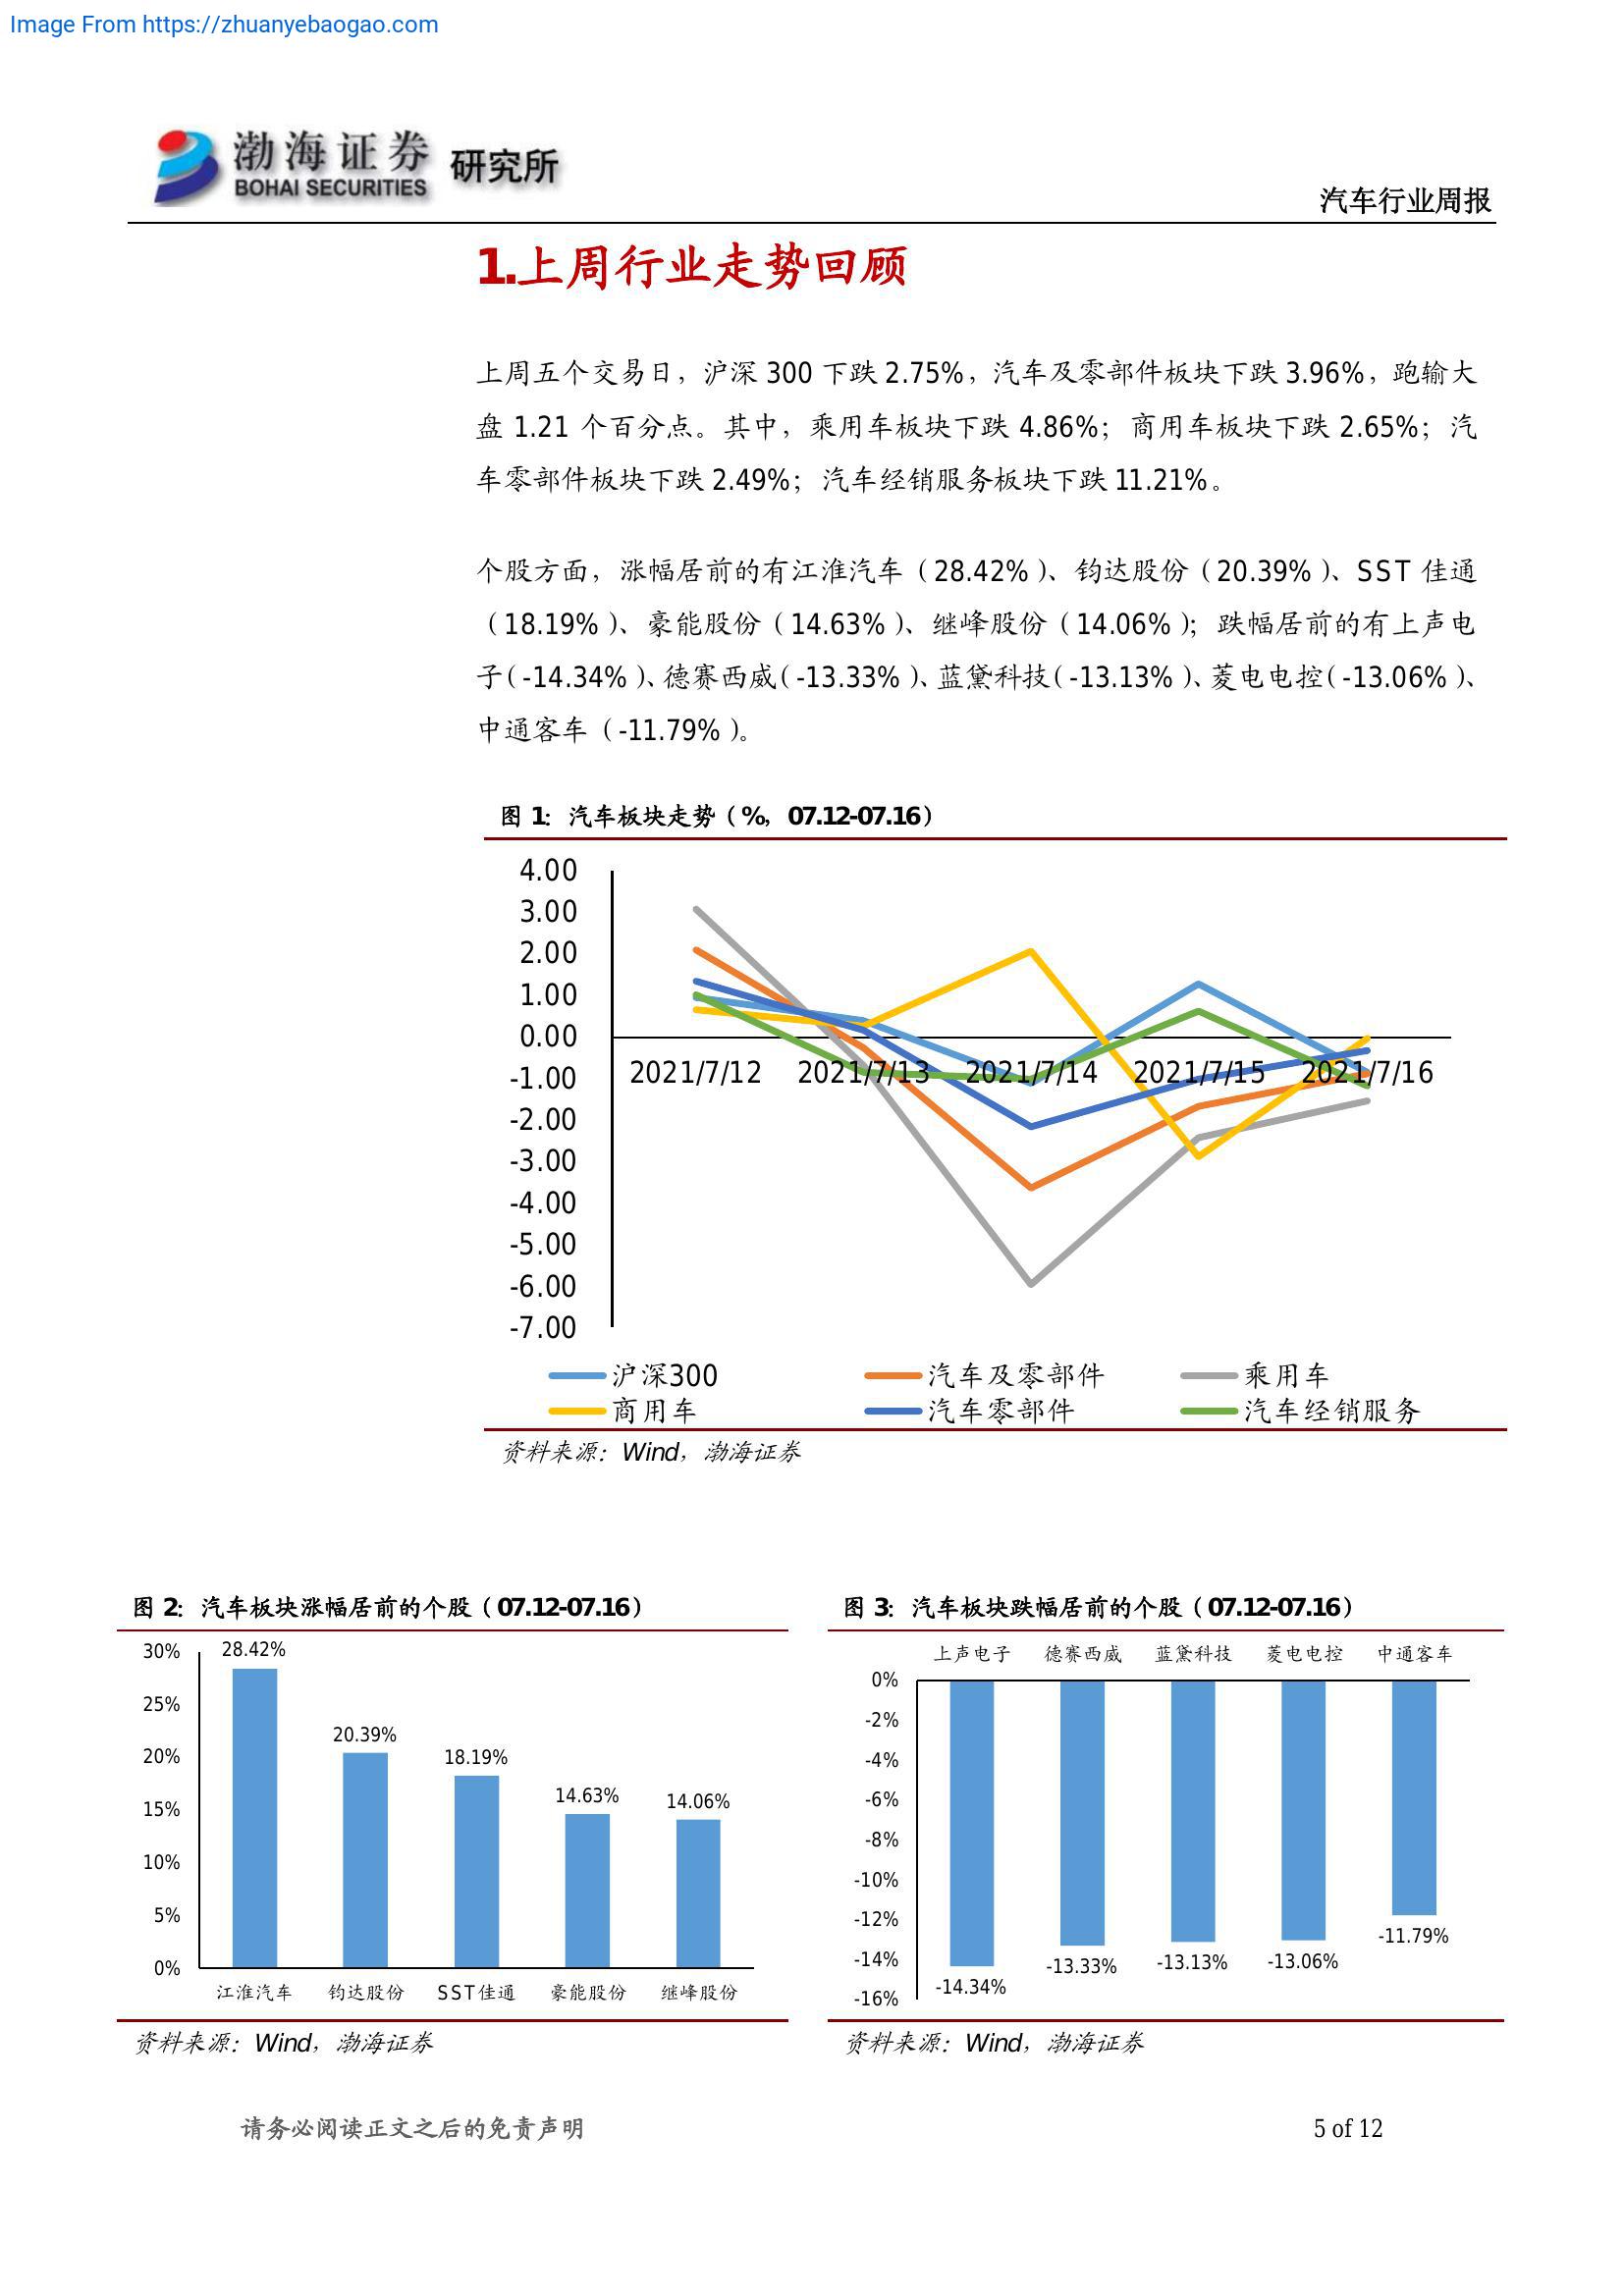 Image From https://zhuanyebaogao.com
渤海证券 研究所
BOHAI SECURITIES
汽车行业周报
1.上周行业走势回顾
上周五个交易日，沪深 300 下跌 2.75%，汽车及零部件板块下跌 3.96%，跑输大
盘 1.21 个百分点。其中，乘用车板块下跌 4.86%；商用车板块下跌 2.65%；汽
车零部件板块下跌 2.49%；汽车经销服务板块下跌 11.21%。
个股方面，涨幅居前的有江淮汽车（28.42%）、钧达股份（20.39%）、SST 佳通
（18.19%）、豪能股份（14.63%）、继峰股份（14.06%）；跌幅居前的有上声电
子（-14.34%）、德赛西威（-13.33%）、蓝黛科技（-13.13%）、菱电电控（-13.06%）、
中通客车（-11.79%）。
图 1：汽车板块走势（%，07.12-07.16）
4.00
3.00
2.00
1.00
0.00
-1.00
-2.00
-3.00
-4.00
-5.00
-6.00
-7.00
2021/7/12 2021/7/13 2021/7/14 2021/7/15 2021/7/16
沪深300 汽车及零部件 乘用车
商用车 汽车零部件 汽车经销服务
资料来源：Wind，渤海证券
图 2：汽车板块涨幅居前的个股（07.12-07.16）
30%
25%
20%
15%
10%
5%
0%
28.42%
20.39%
18.19%
14.63%
14.06%
江淮汽车 钧达股份 SST佳通 豪能股份 继峰股份
资料来源：Wind，渤海证券
图 3：汽车板块跌幅居前的个股（07.12-07.16）
上声电子 德赛西威 蓝黛科技 菱电电控 中通客车
0%
-2%
-4%
-6%
-8%
-10%
-12%
-14%
-16%
-14.34%
-13.33%
-13.13%
-13.06%
-11.79%
资料来源：Wind，渤海证券
请务必阅读正文之后的免责声明
5 of 12